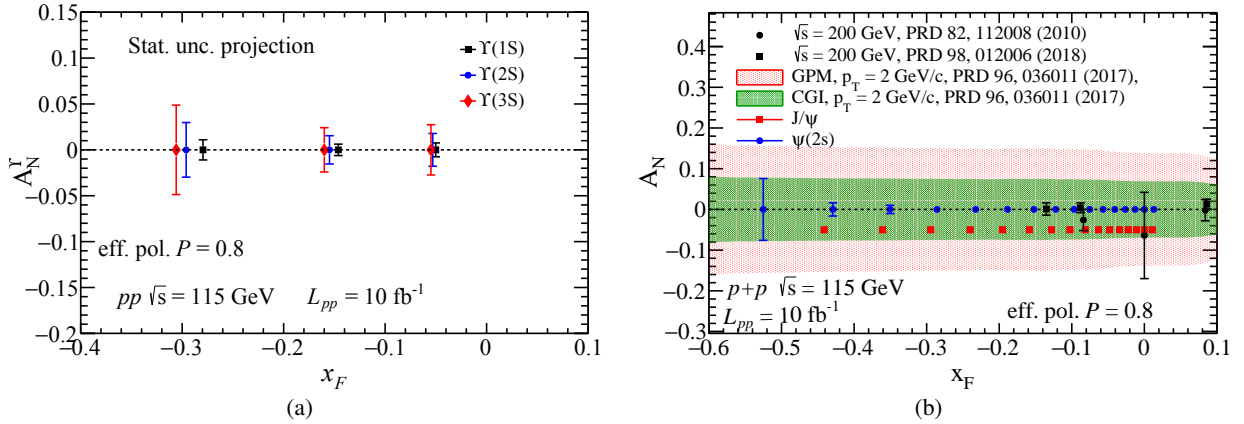 0.15
0.1
0.05
0
−0.05
−0.1
−0.15
−0.2
A_N^ϒ
Stat. unc. projection
ϒ(1S)
ϒ(2S)
ϒ(3S)
eff. pol. P = 0.8
pp √s = 115 GeV L_pp = 10 fb⁻¹
−0.4 −0.3 −0.2 −0.1 0 0.1
x_F
(a)
0.4
0.3
0.2
0.1
0
−0.1
−0.2
−0.3
A_N
√s = 200 GeV, PRD 82, 112008 (2010)
√s = 200 GeV, PRD 98, 012006 (2018)
GPM, p_T = 2 GeV/c, PRD 96, 036011 (2017),
CGI, p_T = 2 GeV/c, PRD 96, 036011 (2017)
J/ψ
ψ(2s)
p+p √s = 115 GeV
L_pp = 10 fb⁻¹
eff. pol. P = 0.8
−0.6 −0.5 −0.4 −0.3 −0.2 −0.1 0 0.1
x_F
(b)